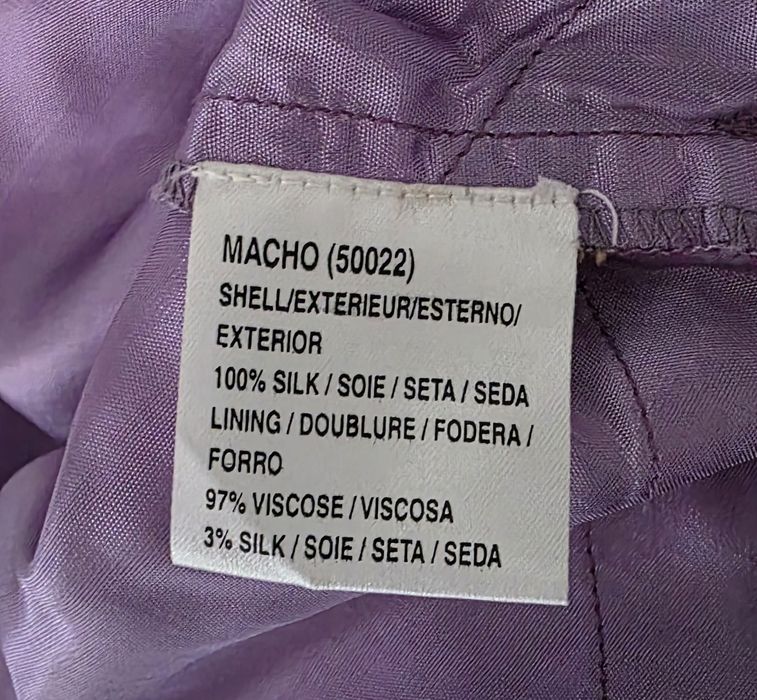 MACHO (50022)
SHELL/EXTERIEUR/ESTERNO/
EXTERIOR
100% SILK / SOIE / SETA / SEDA
LINING / DOUBLURE / FODERA /
FORRO
97% VISCOSE / VISCOSA
3% SILK / SOIE / SETA / SEDA